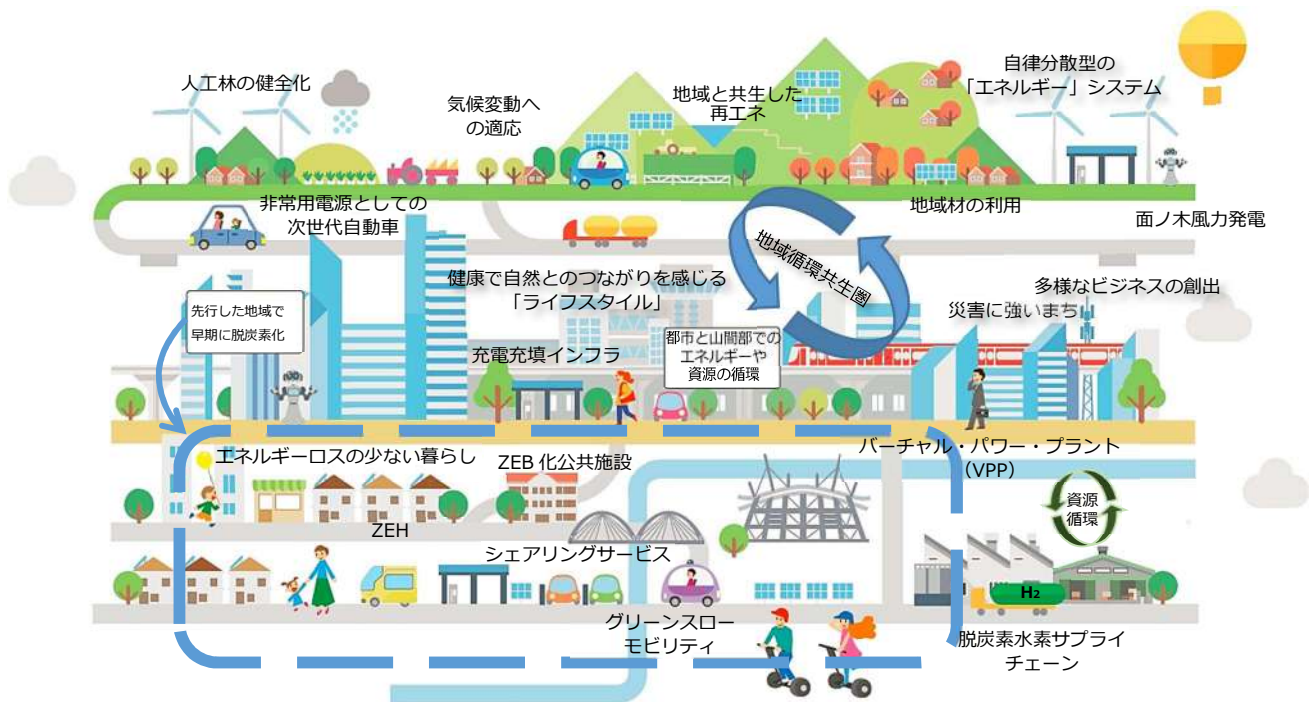 人工林の健全化
気候変動へ
の適応
地域と共生した
再エネ
自律分散型の
「エネルギー」システム
非常用電源としての
次世代自動車
地域材の利用
面ノ木風力発電
地域循環共生圏
健康で自然とのつながりを感じる
「ライフスタイル」
多様なビジネスの創出
災害に強いまち
先行した地域で
早期に脱炭素化
充電充填インフラ
都市と山間部での
エネルギーや
資源の循環
エネルギーロスの少ない暮らし
ZEB 化公共施設
バーチャル・パワー・プラント
（VPP）
ZEH
資源
循環
シェアリングサービス
H₂
グリーンスロー
モビリティ
脱炭素水素サプライ
チェーン